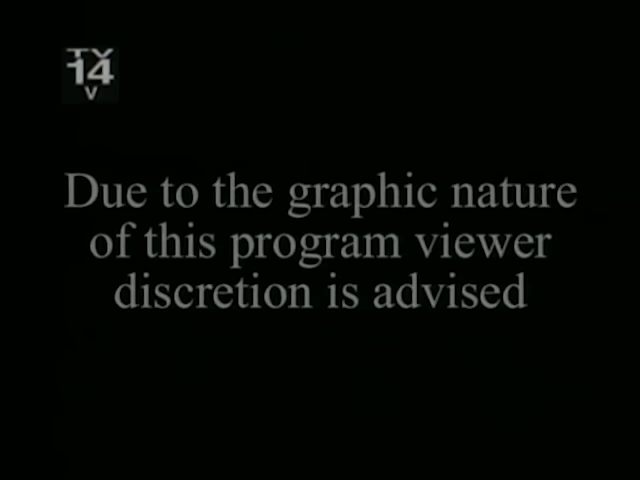 TV
14
V
Due to the graphic nature
of this program viewer
discretion is advised